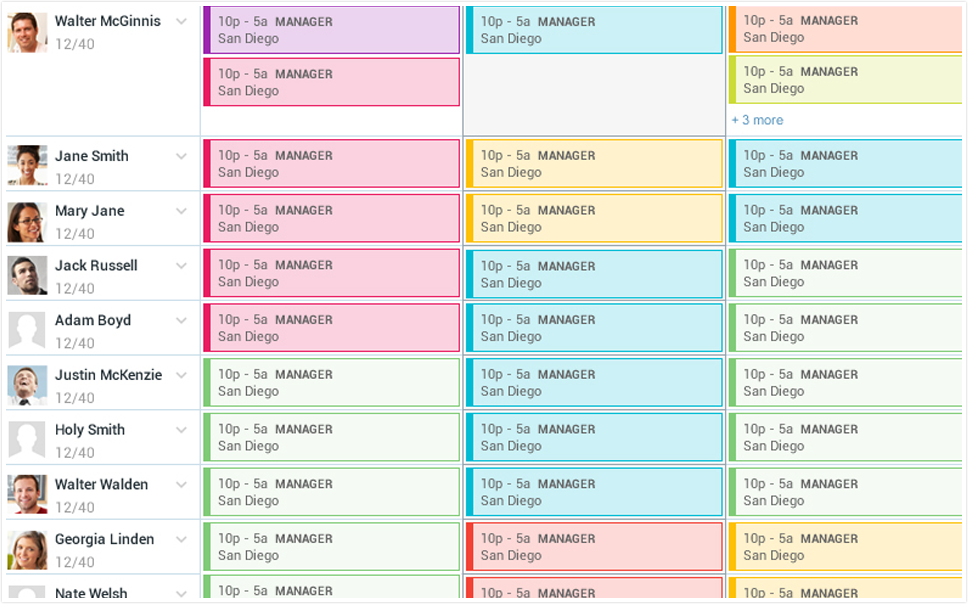 Walter McGinnis
12/40
10p - 5a MANAGER
San Diego
10p - 5a MANAGER
San Diego
10p - 5a MANAGER
San Diego
10p - 5a MANAGER
San Diego
10p - 5a MANAGER
San Diego
+ 3 more
Jane Smith
12/40
10p - 5a MANAGER
San Diego
10p - 5a MANAGER
San Diego
10p - 5a MANAGER
San Diego
Mary Jane
12/40
10p - 5a MANAGER
San Diego
10p - 5a MANAGER
San Diego
10p - 5a MANAGER
San Diego
Jack Russell
12/40
10p - 5a MANAGER
San Diego
10p - 5a MANAGER
San Diego
10p - 5a MANAGER
San Diego
Adam Boyd
12/40
10p - 5a MANAGER
San Diego
10p - 5a MANAGER
San Diego
10p - 5a MANAGER
San Diego
Justin McKenzie
12/40
10p - 5a MANAGER
San Diego
10p - 5a MANAGER
San Diego
10p - 5a MANAGER
San Diego
Holy Smith
12/40
10p - 5a MANAGER
San Diego
10p - 5a MANAGER
San Diego
10p - 5a MANAGER
San Diego
Walter Walden
12/40
10p - 5a MANAGER
San Diego
10p - 5a MANAGER
San Diego
10p - 5a MANAGER
San Diego
Georgia Linden
12/40
10p - 5a MANAGER
San Diego
10p - 5a MANAGER
San Diego
10p - 5a MANAGER
San Diego
Nate Welsh
10p - 5a MANAGER
10p - 5a MANAGER
10p - 5a MANAGER